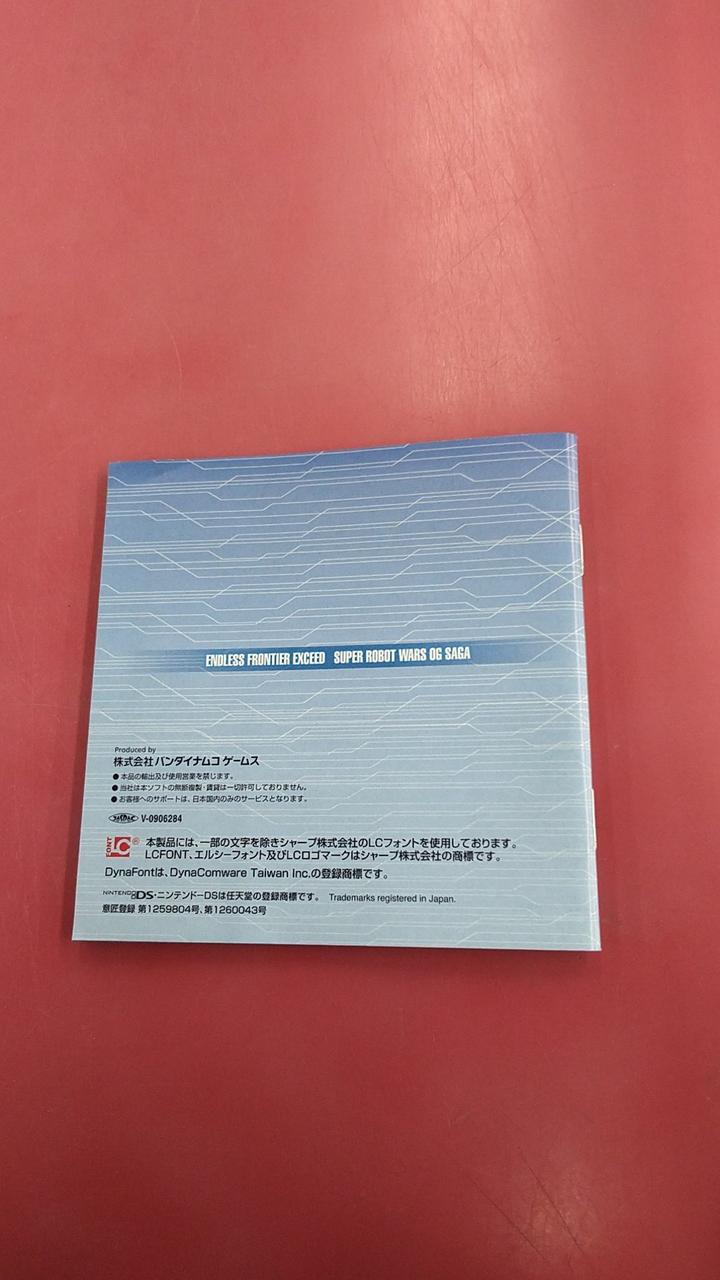 ENDLESS FRONTIER EXCEED SUPER ROBOT WARS OG SAGA
Produced by
株式会社バンダイナムコ ゲームス
●本品の輸出及び使用営業を禁じます。
●当社は本ソフトの無断複製・賃貸は一切許可しておりません。
●お客様へのサポートは、日本国内のみのサービスとなります。
V-0906284
FONT LC® 本製品には、一部の文字を除きシャープ株式会社のLCフォントを使用しております。
LCFONT、エルシーフォント及びLCロゴマークはシャープ株式会社の商標です。
DynaFontは、DynaComware Taiwan Inc.の登録商標です。
NINTENDO DS・ニンテンドーDSは任天堂の登録商標です。 Trademarks registered in Japan.
意匠登録 第1259804号、第1260043号